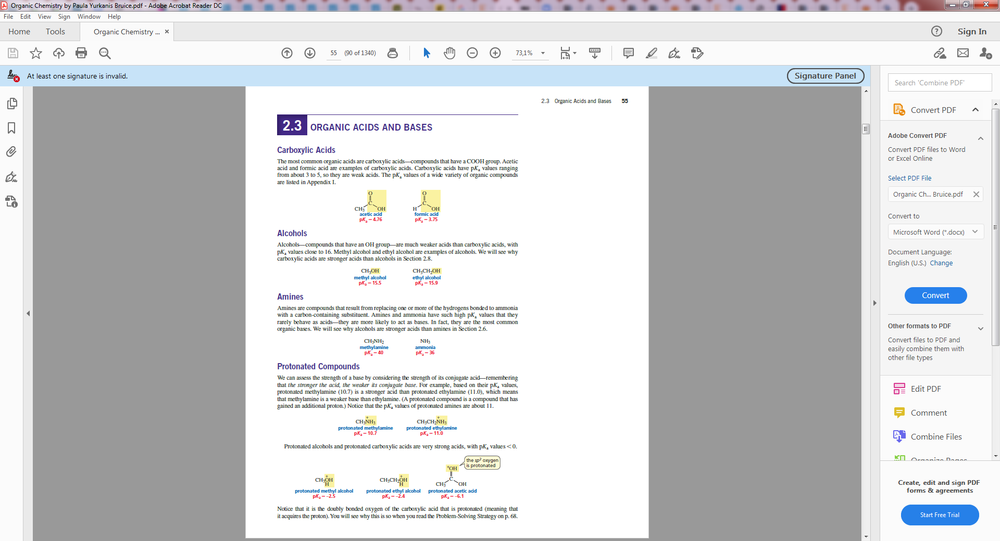 Organic Chemistry by Paula Yurkanis Bruice.pdf - Adobe Acrobat Reader DC
File Edit View Sign Window Help
Home Tools Organic Chemistry ... × Sign In
55 (90 of 1340) 73,1%
At least one signature is invalid. Signature Panel
2.3 Organic Acids and Bases 55
2.3 ORGANIC ACIDS AND BASES
Carboxylic Acids
The most common organic acids are carboxylic acids—compounds that have a COOH group. Acetic
acid and formic acid are examples of carboxylic acids. Carboxylic acids have pKₐ values ranging
from about 3 to 5, so they are weak acids. The pKₐ values of a wide variety of organic compounds
are listed in Appendix I.
O O
C C
CH₃ OH H OH
acetic acid formic acid
pKₐ = 4.76 pKₐ = 3.75
Alcohols
Alcohols—compounds that have an OH group—are much weaker acids than carboxylic acids, with
pKₐ values close to 16. Methyl alcohol and ethyl alcohol are examples of alcohols. We will see why
carboxylic acids are stronger acids than alcohols in Section 2.8.
CH₃OH CH₃CH₂OH
methyl alcohol ethyl alcohol
pKₐ = 15.5 pKₐ = 15.9
Amines
Amines are compounds that result from replacing one or more of the hydrogens bonded to ammonia
with a carbon-containing substituent. Amines and ammonia have such high pKₐ values that they
rarely behave as acids—they are more likely to act as bases. In fact, they are the most common
organic bases. We will see why alcohols are stronger acids than amines in Section 2.6.
CH₃NH₂ NH₃
methylamine ammonia
pKₐ = 40 pKₐ = 36
Protonated Compounds
We can assess the strength of a base by considering the strength of its conjugate acid—remembering
that the stronger the acid, the weaker its conjugate base. For example, based on their pKₐ values,
protonated methylamine (10.7) is a stronger acid than protonated ethylamine (11.0), which means
that methylamine is a weaker base than ethylamine. (A protonated compound is a compound that has
gained an additional proton.) Notice that the pKₐ values of protonated amines are about 11.
+ +
CH₃NH₃ CH₃CH₂NH₃
protonated methylamine protonated ethylamine
pKₐ = 10.7 pKₐ = 11.0
Protonated alcohols and protonated carboxylic acids are very strong acids, with pKₐ values < 0.
the sp² oxygen
is protonated
⁺OH
+ + C
CH₃OH CH₃CH₂OH CH₃ OH
H H
protonated methyl alcohol protonated ethyl alcohol protonated acetic acid
pKₐ = –2.5 pKₐ = –2.4 pKₐ = –6.1
Notice that it is the doubly bonded oxygen of the carboxylic acid that is protonated (meaning that
it acquires the proton). You will see why this is so when you read the Problem-Solving Strategy on p. 68.
Search 'Combine PDF'
Convert PDF
Adobe Convert PDF
Convert PDF files to Word
or Excel Online
Select PDF File
Organic Ch... Bruice.pdf
Convert to
Microsoft Word (*.docx)
Document Language:
English (U.S.) Change
Convert
Other formats to PDF
Convert files to PDF and
easily combine them with
other file types
Edit PDF
Comment
Combine Files
Organize Pages
Create, edit and sign PDF
forms & agreements
Start Free Trial